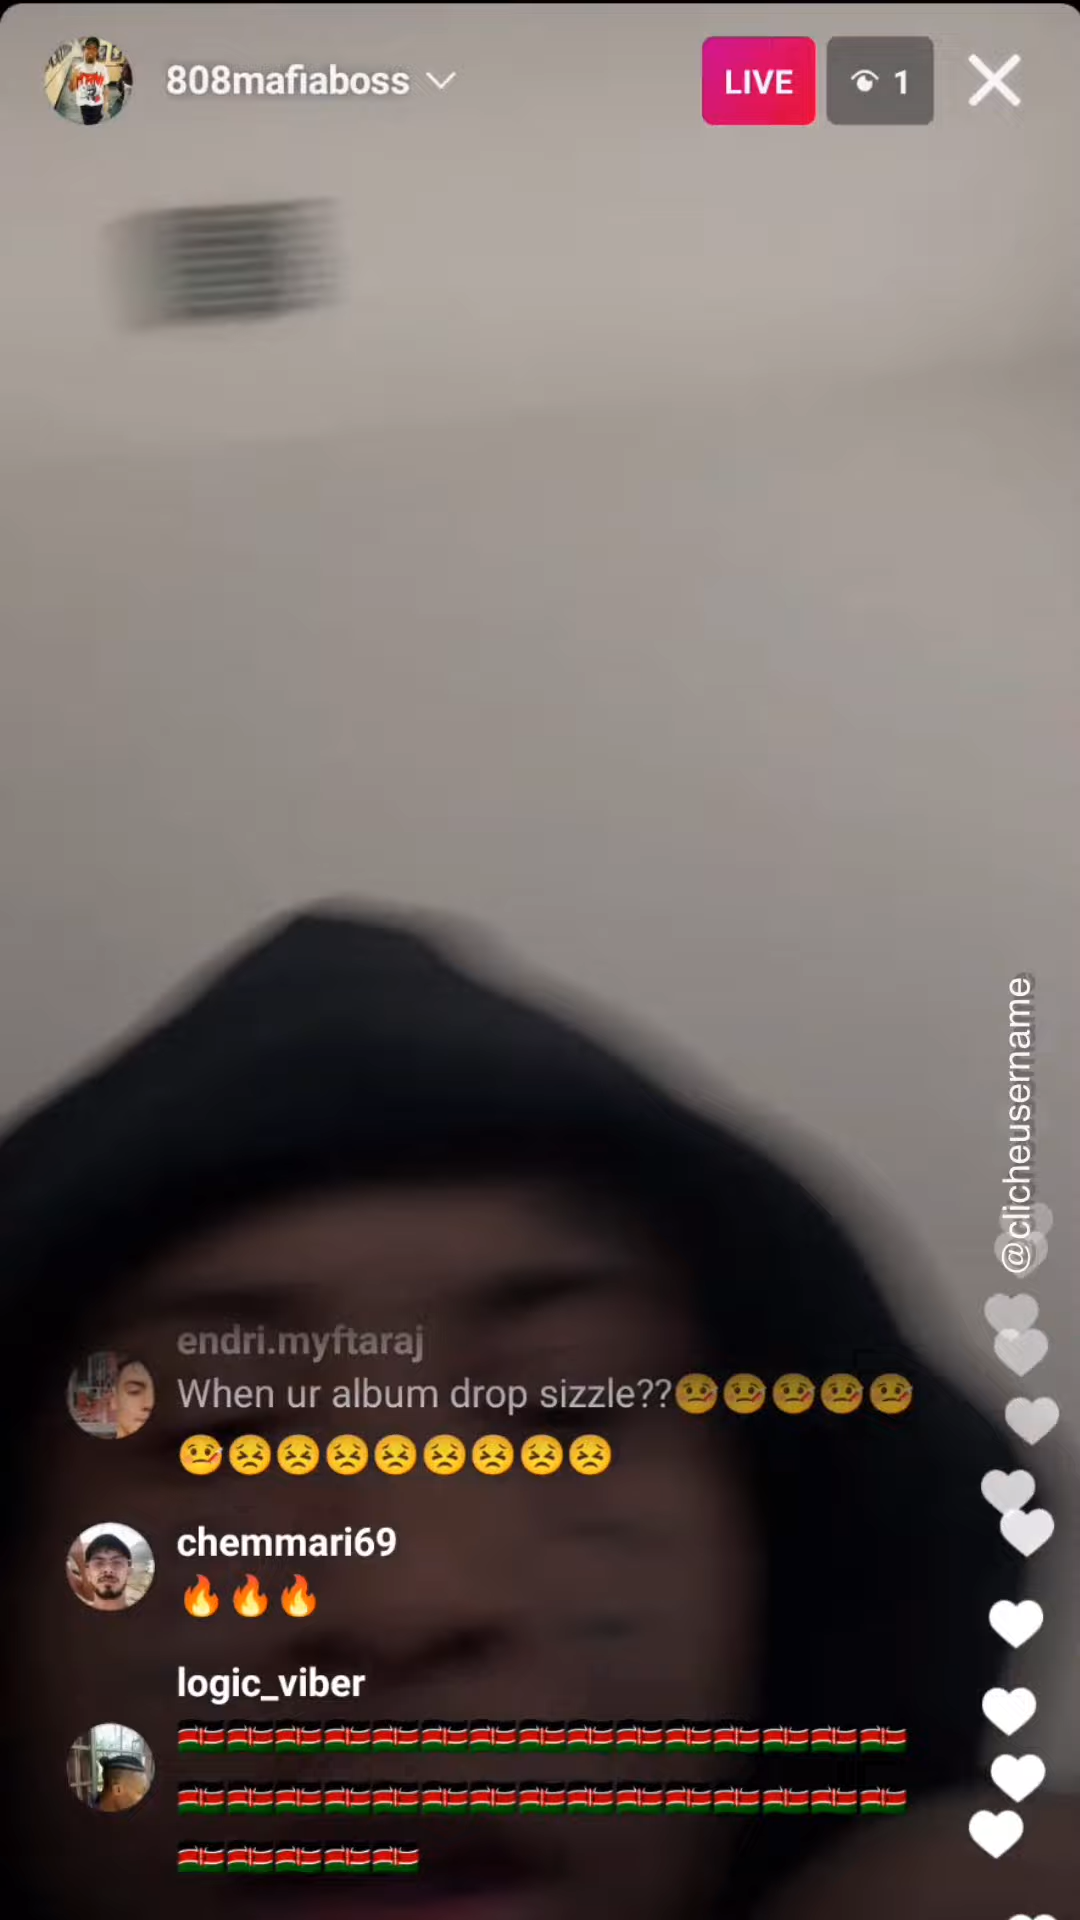 808mafiaboss
LIVE
1
@clicheusername
endri.myftaraj
When ur album drop sizzle??🤒🤒🤒🤒🤒
🤒😣😣😣😣😣😣😣😣
chemmari69
🔥🔥🔥
logic_viber
🇰🇪🇰🇪🇰🇪🇰🇪🇰🇪🇰🇪🇰🇪🇰🇪🇰🇪🇰🇪🇰🇪🇰🇪🇰🇪🇰🇪🇰🇪
🇰🇪🇰🇪🇰🇪🇰🇪🇰🇪🇰🇪🇰🇪🇰🇪🇰🇪🇰🇪🇰🇪🇰🇪🇰🇪🇰🇪🇰🇪
🇰🇪🇰🇪🇰🇪🇰🇪🇰🇪